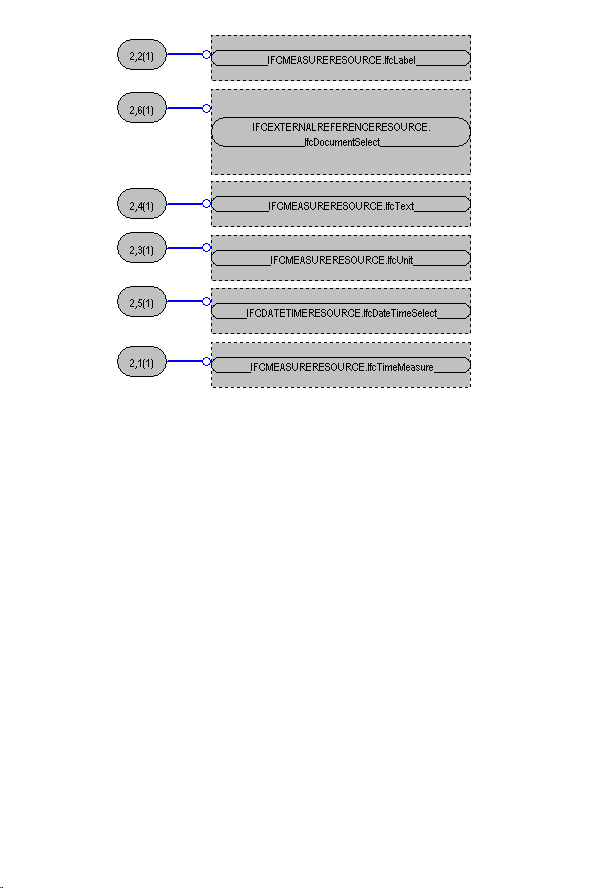 2,2(1)
IFCMEASURERESOURCE.IfcLabel
2,6(1)
IFCEXTERNALREFERENCERESOURCE.
IfcDocumentSelect
2,4(1)
IFCMEASURERESOURCE.IfcText
2,3(1)
IFCMEASURERESOURCE.IfcUnit
2,5(1)
IFCDATETIMERESOURCE.IfcDateTimeSelect
2,1(1)
IFCMEASURERESOURCE.IfcTimeMeasure